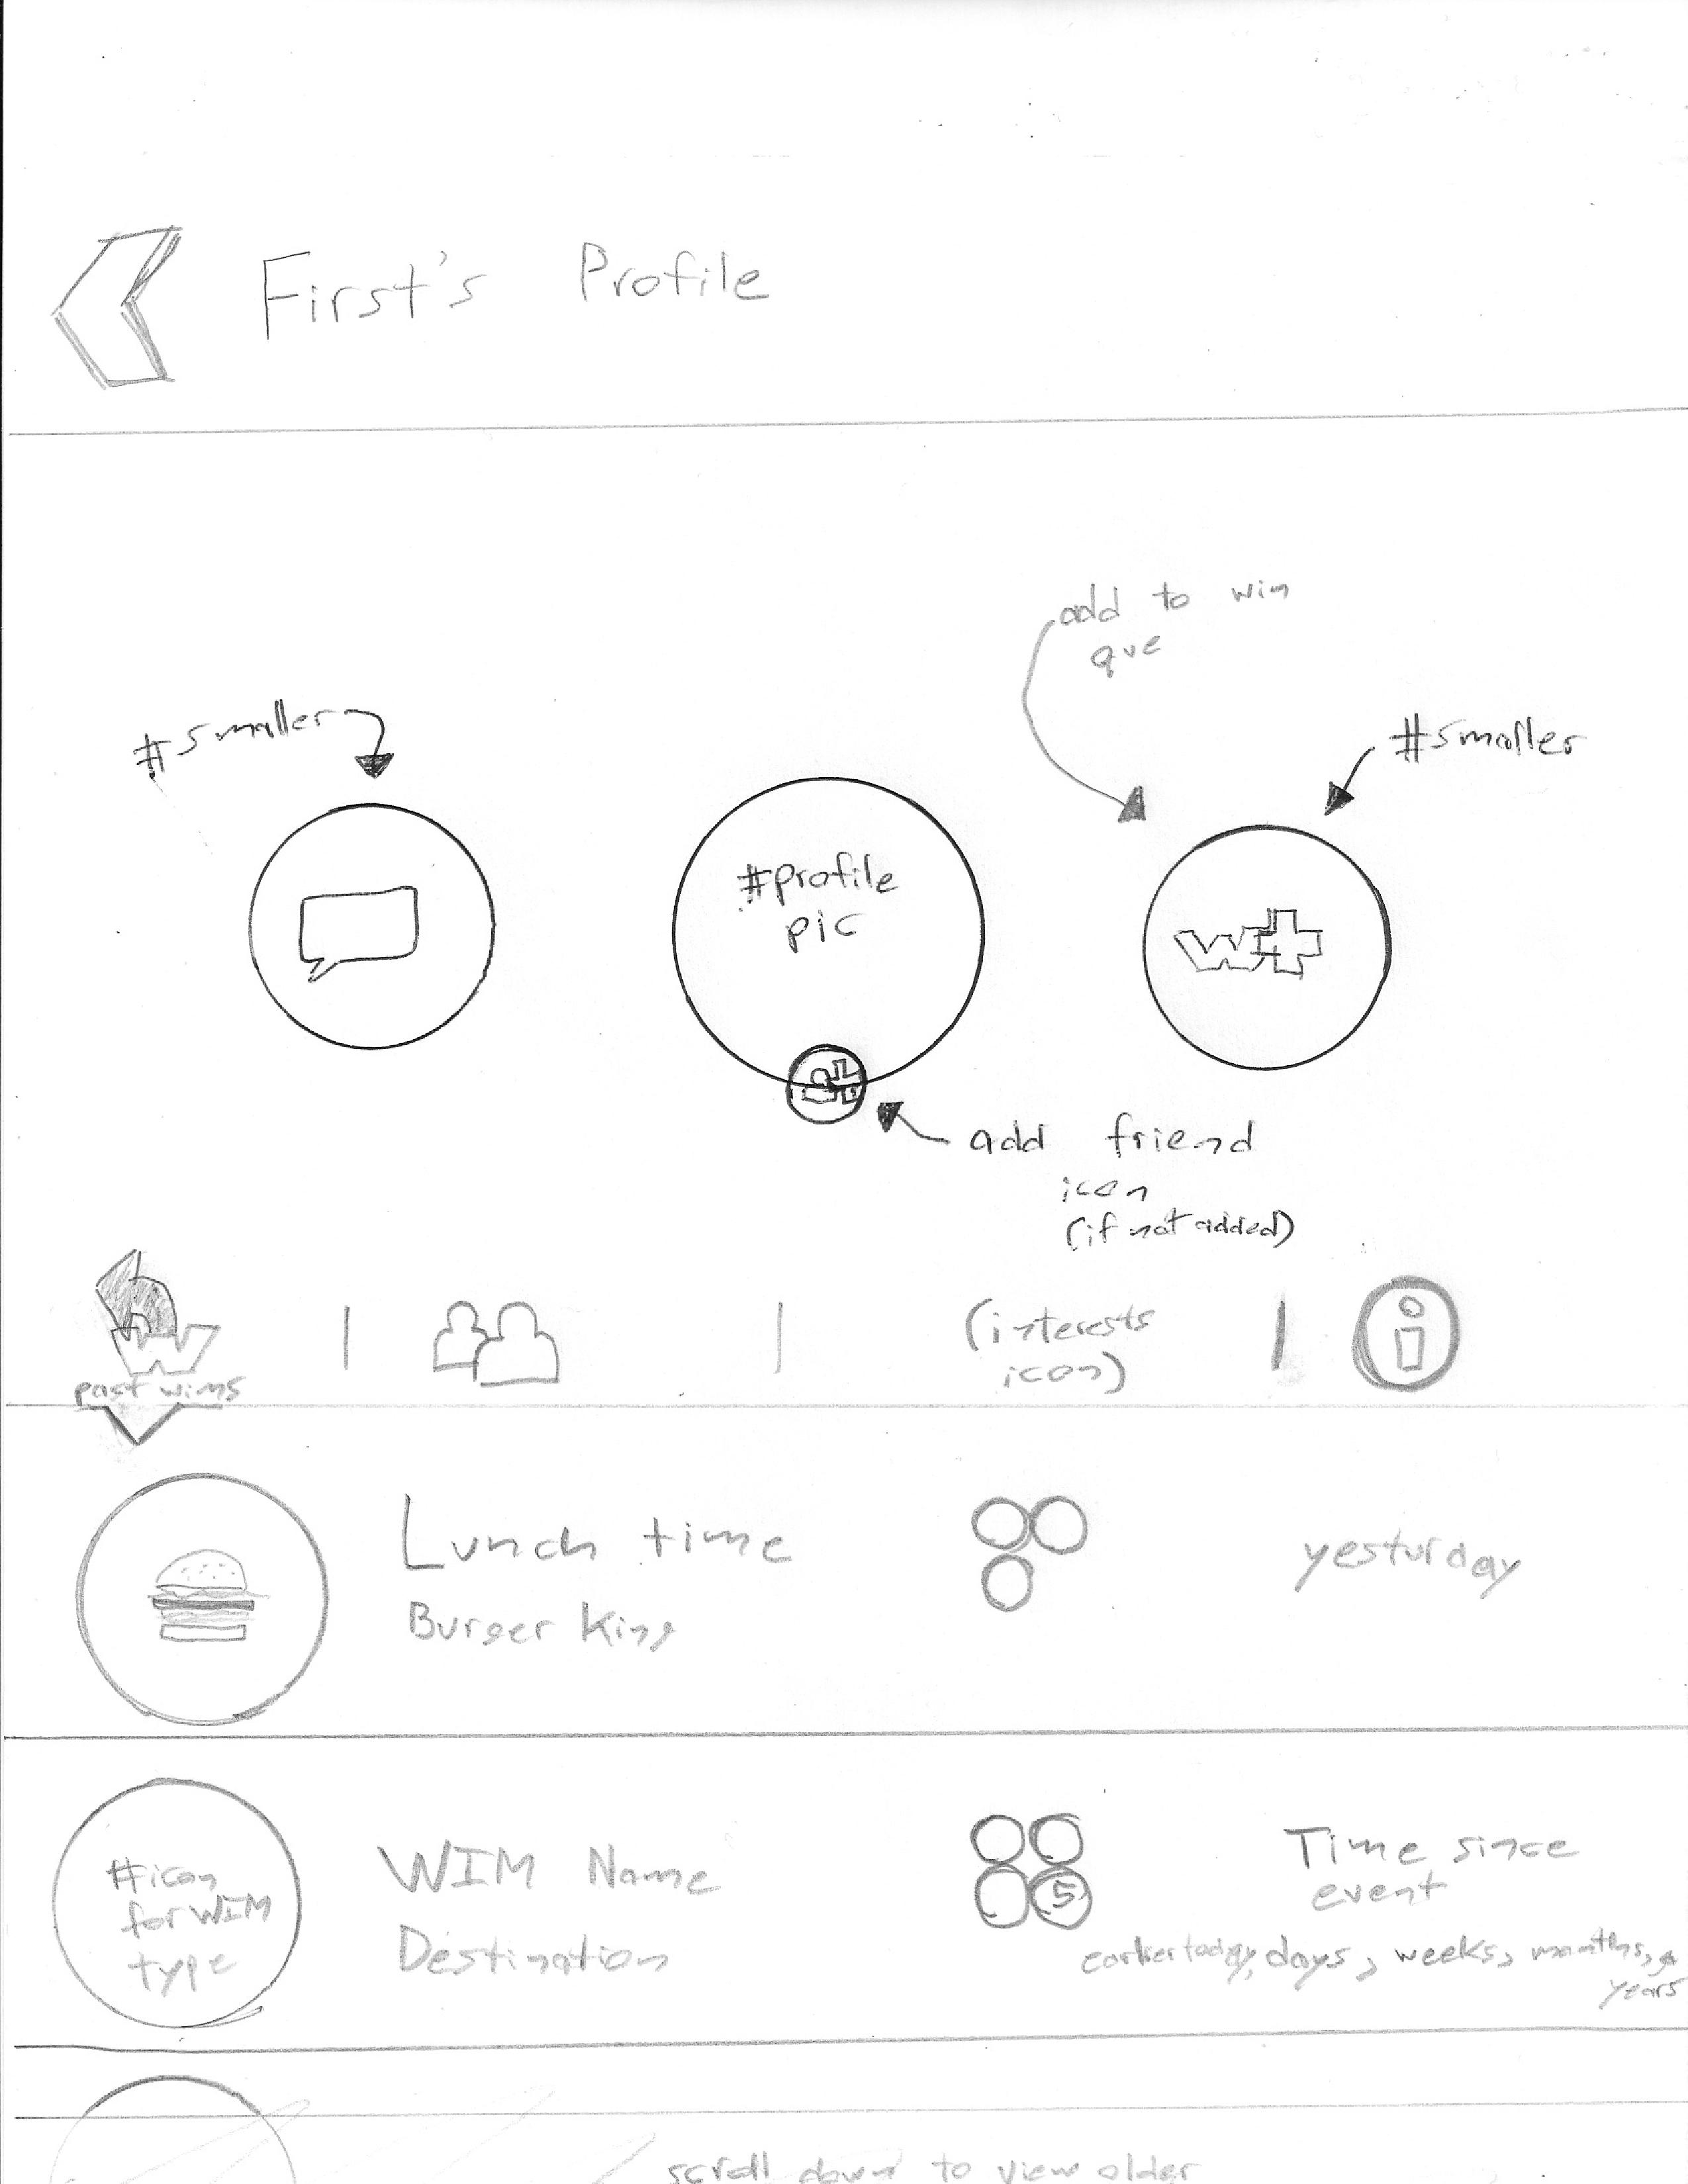 First's Profile
add to wim
que
#smaller
#smaller
#profile
pic
W+
add friend
icon
(if not added)
W
past wims
(interests
icon)
i
Lunch time
Burger King
yesturday
#icon
for WIM
type
WIM Name
Destination
5
Time since
event
earlier today, days, weeks, months, &
years
scroll down to view older